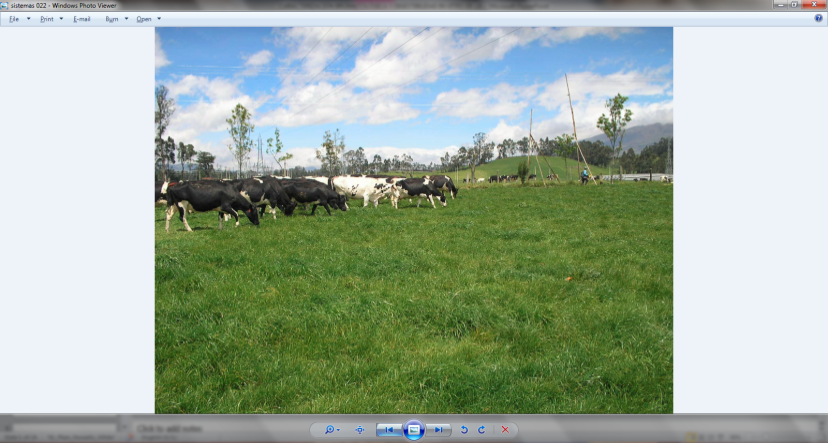 sistemas 022 - Windows Photo Viewer
File Print E-mail Burn Open
Click to add notes